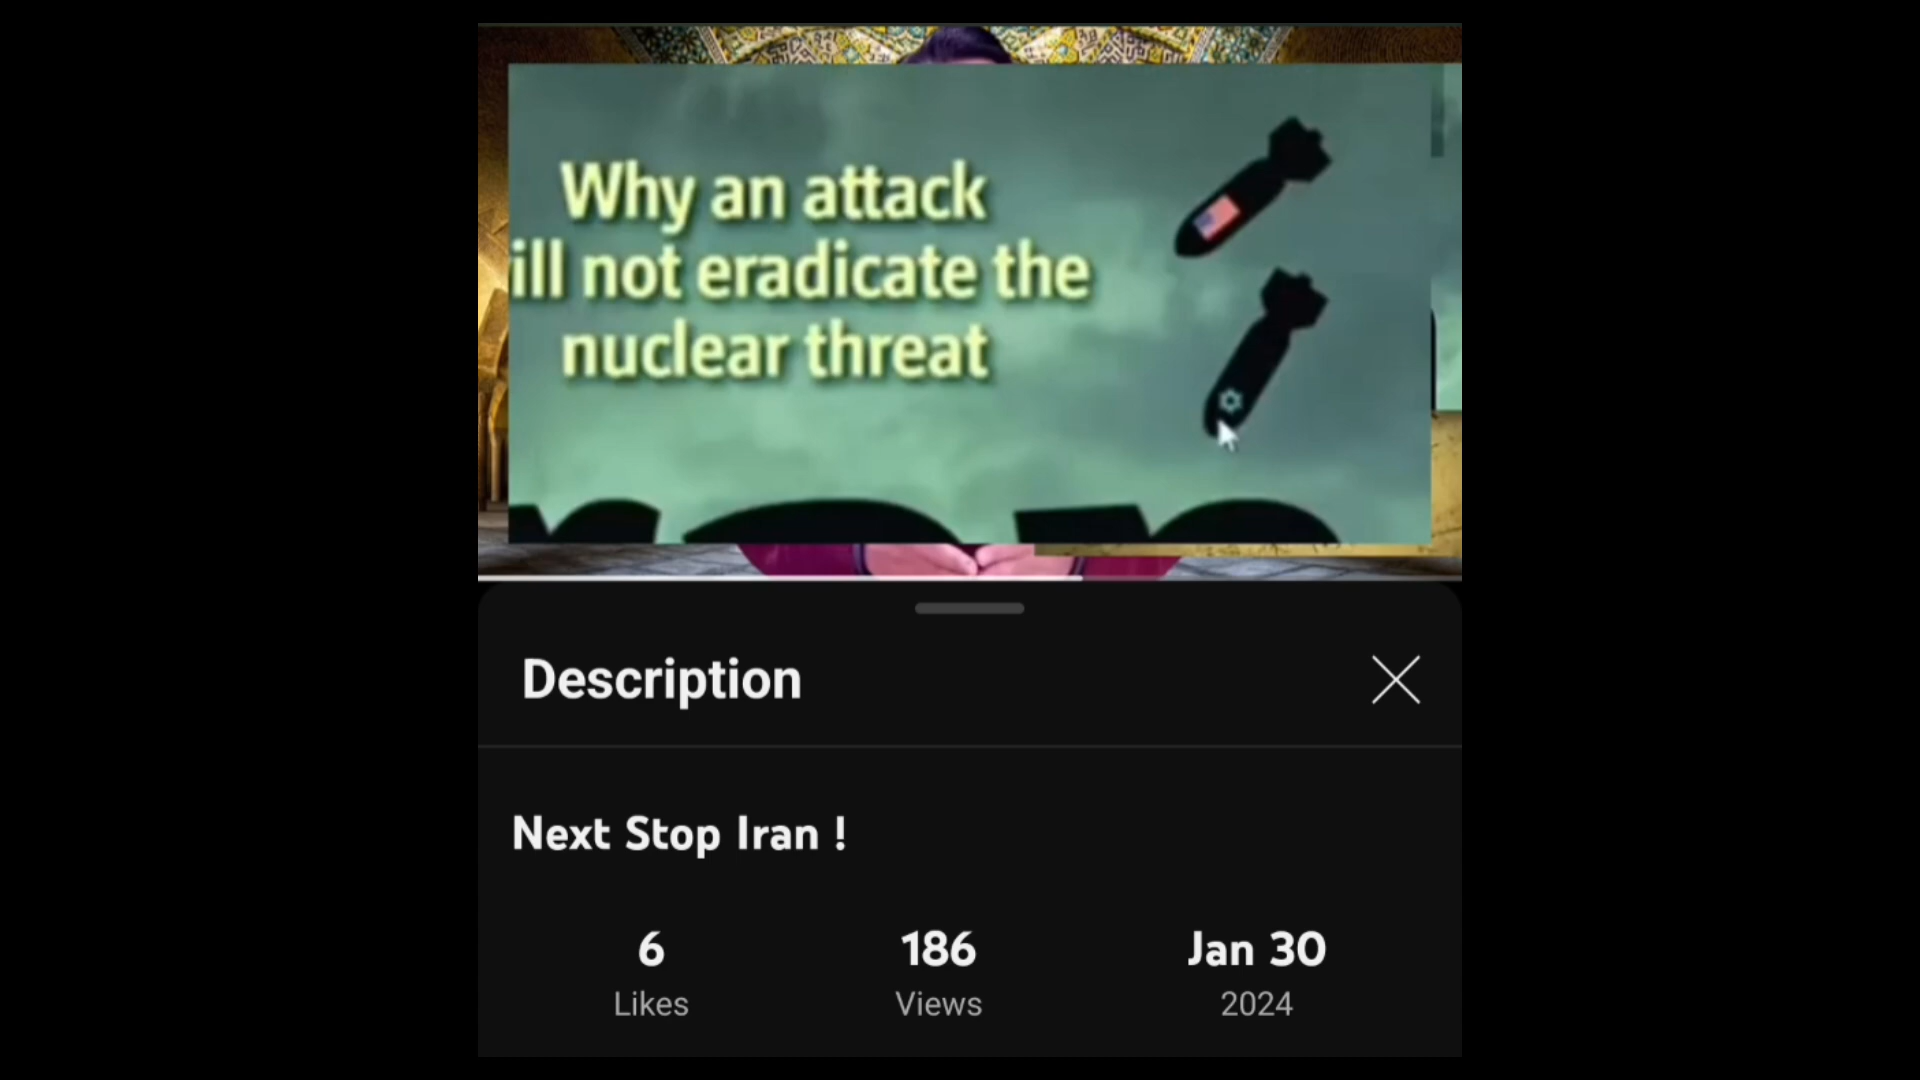 Why an attack
ill not eradicate the
nuclear threat
Description
Next Stop Iran !
6
Likes
186
Views
Jan 30
2024